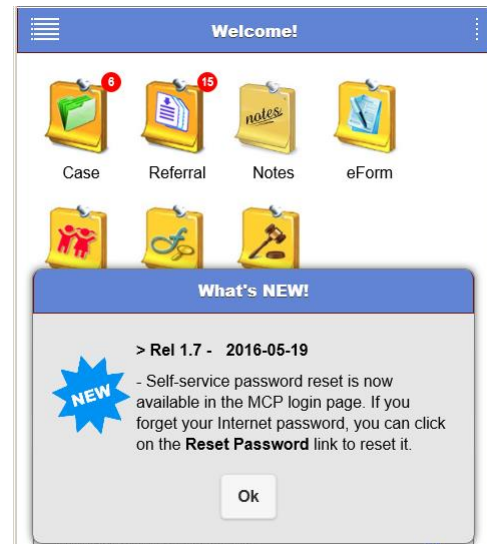 Welcome!
6
15
notes
Case
Referral
Notes
eForm
What's NEW!
NEW
> Rel 1.7 - 2016-05-19
- Self-service password reset is now
available in the MCP login page. If you
forget your Internet password, you can click
on the Reset Password link to reset it.
Ok